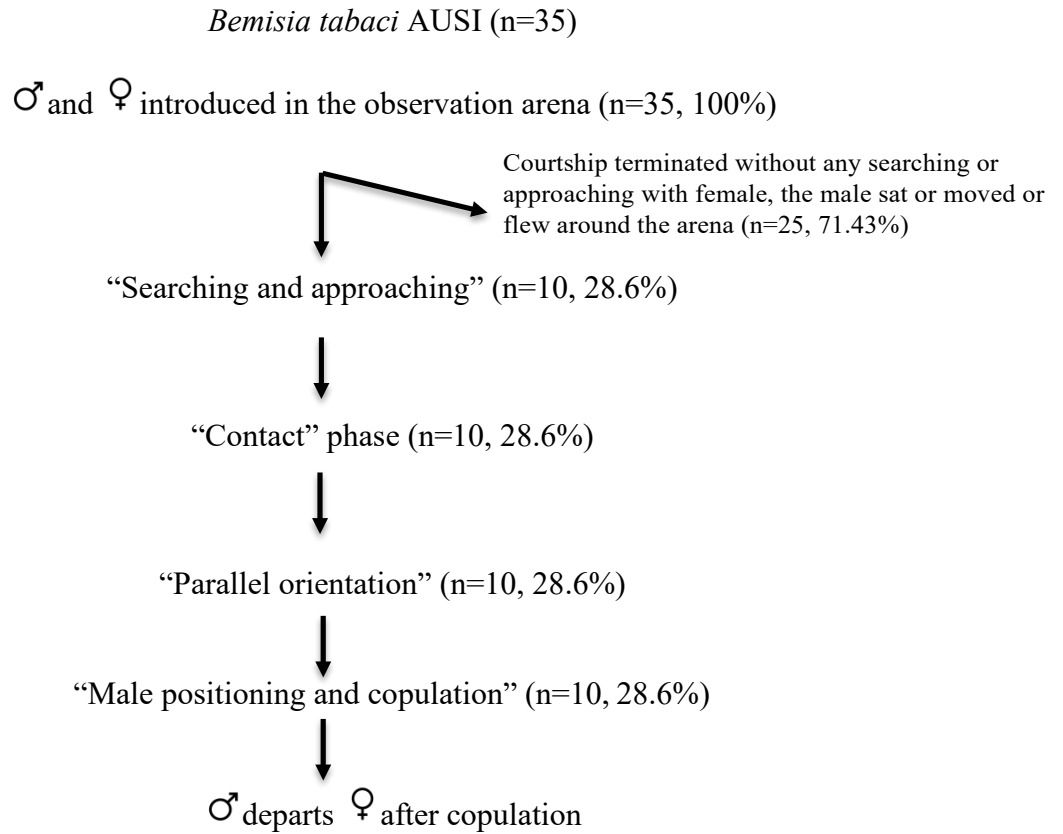 Bemisia tabaci AUSI (n=35)
♂ and ♀ introduced in the observation arena (n=35, 100%)
Courtship terminated without any searching or
approaching with female, the male sat or moved or
flew around the arena (n=25, 71.43%)
“Searching and approaching” (n=10, 28.6%)
“Contact” phase (n=10, 28.6%)
“Parallel orientation” (n=10, 28.6%)
“Male positioning and copulation” (n=10, 28.6%)
♂ departs ♀ after copulation